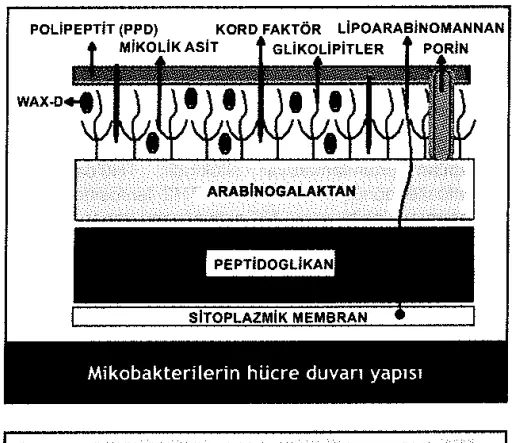 POLİPEPTİT (PPD) KORD FAKTÖR LİPOARABİNOMANNAN
MİKOLİK ASİT GLİKOLİPİTLER PORİN
WAX-D
ARABİNOGALAKTAN
PEPTİDOGLİKAN
SİTOPLAZMİK MEMBRAN
Mikobakterilerin hücre duvarı yapısı